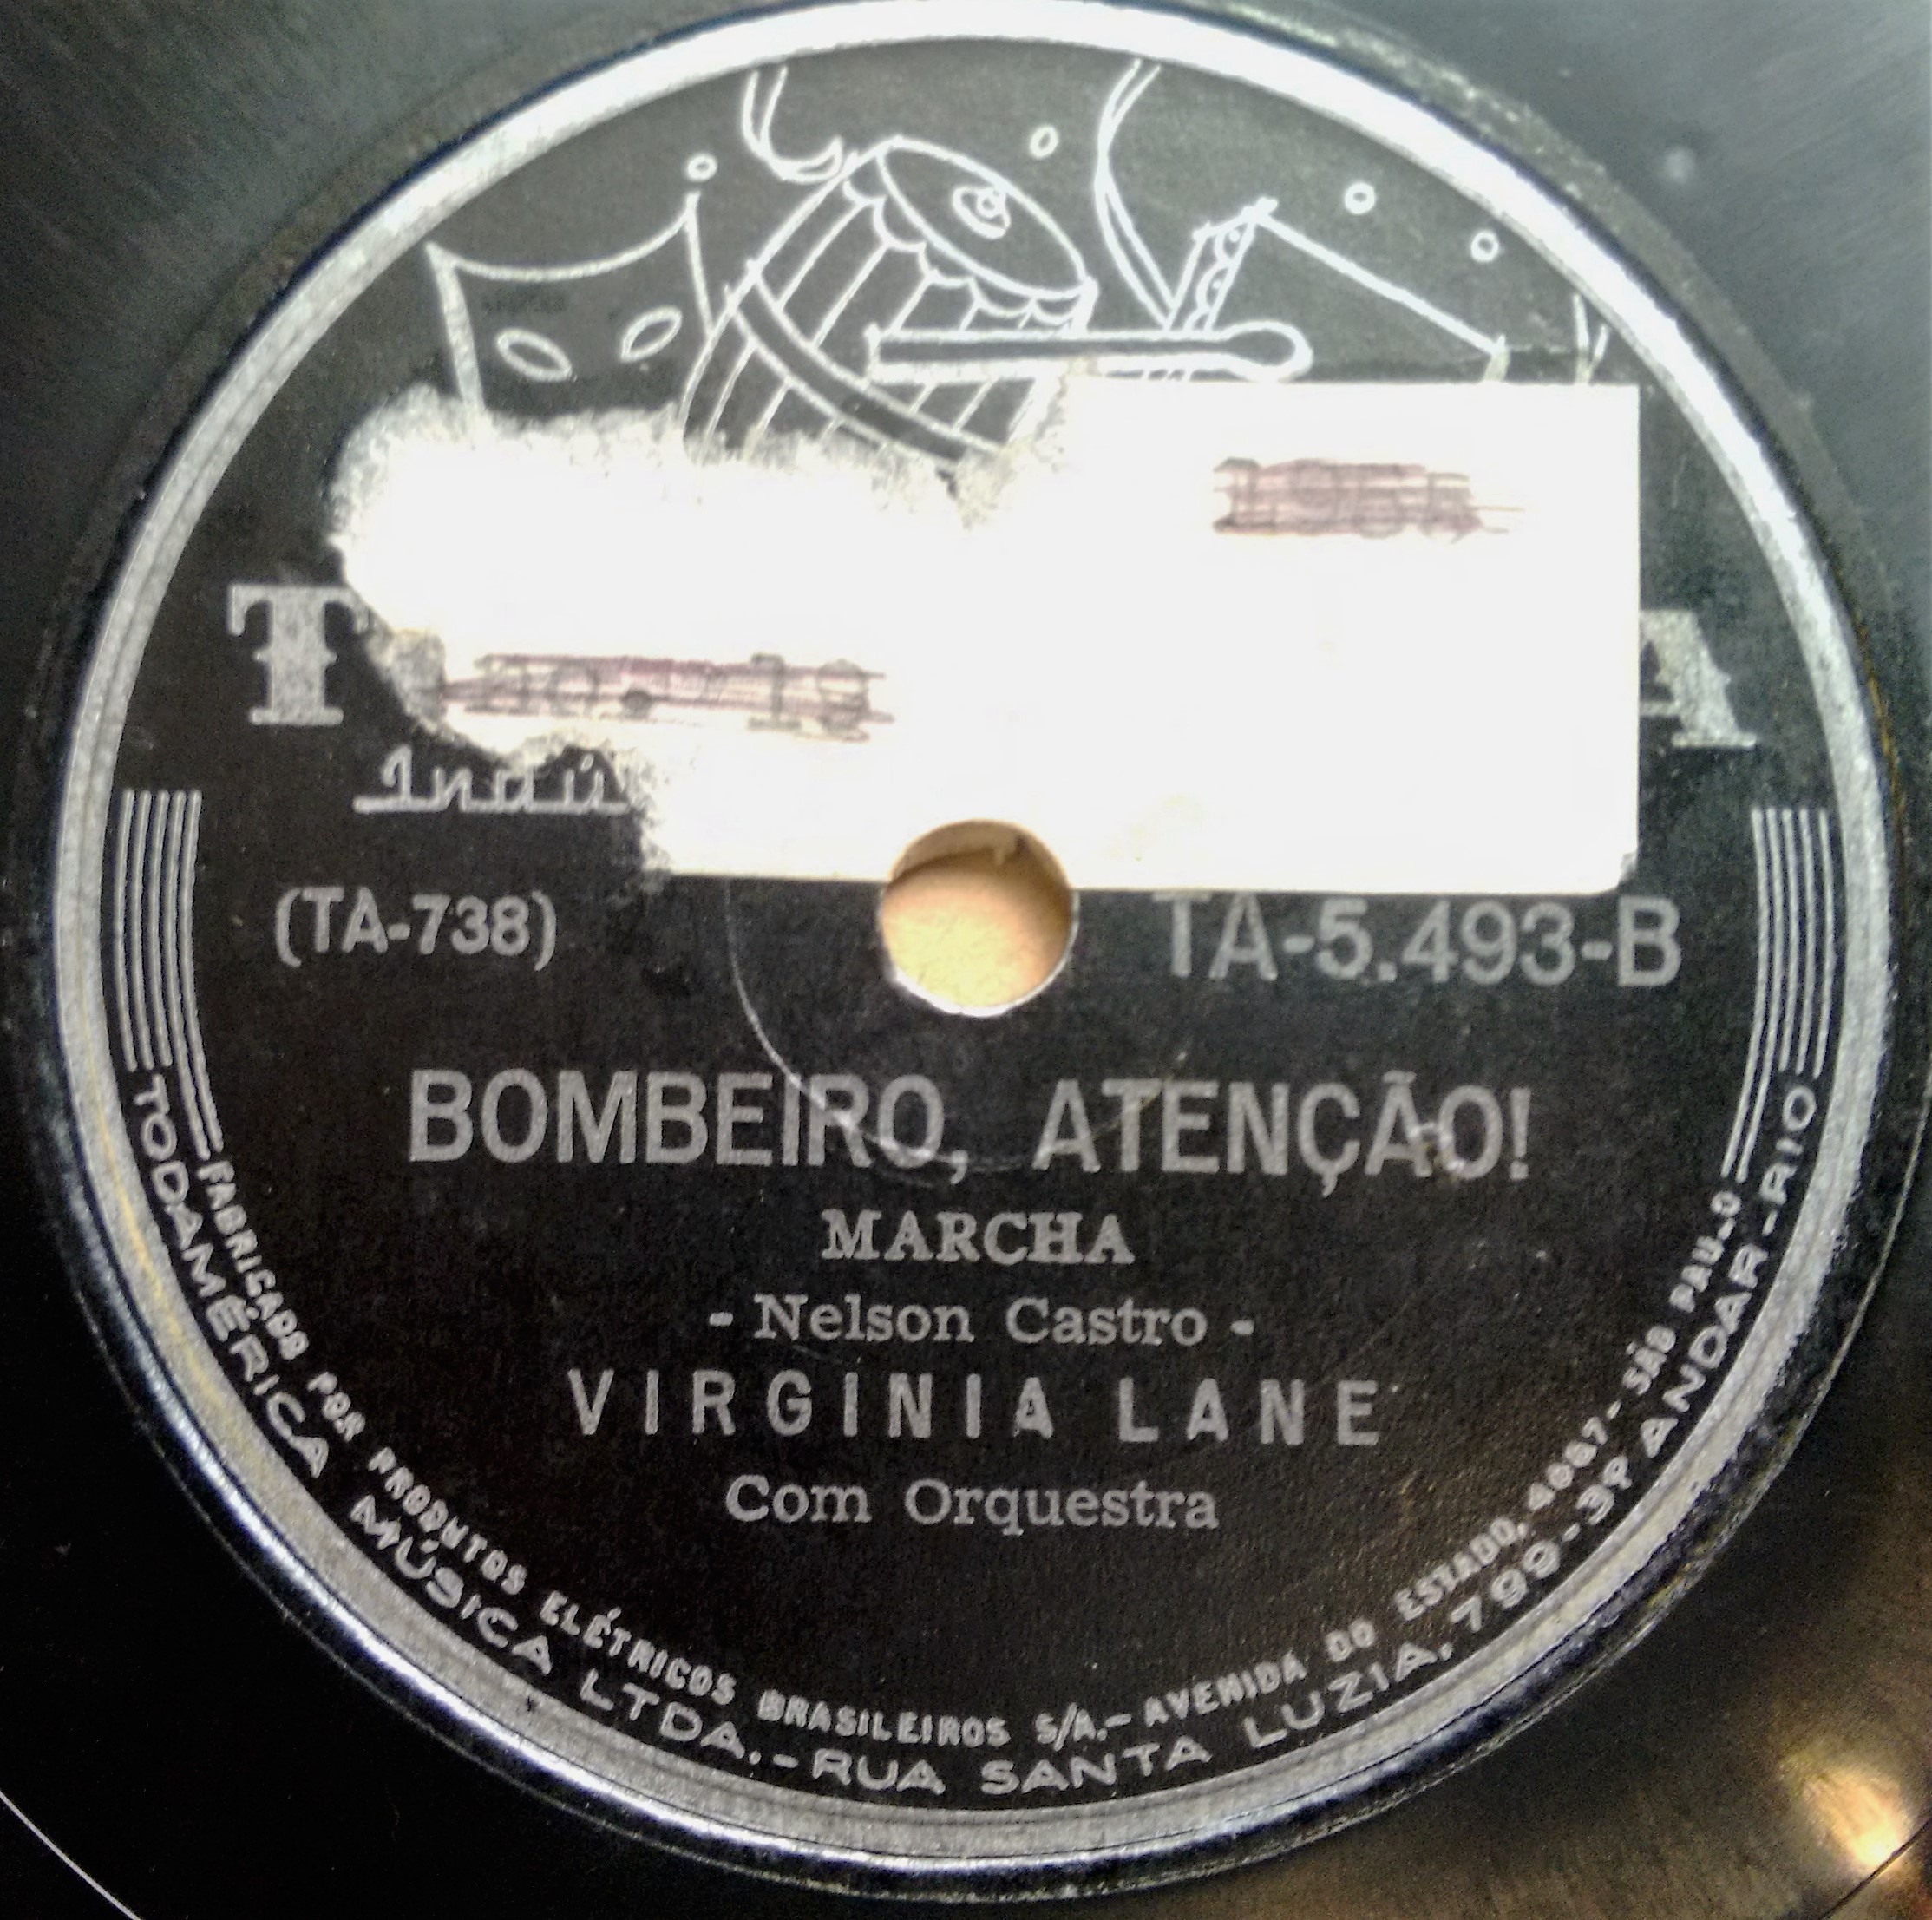 T A
Indú
(TA-738) TA-5.493-B
BOMBEIRO, ATENÇÃO!
MARCHA
- Nelson Castro -
VIRGINIA LANE
Com Orquestra
FABRICADO POR PRODUTOS ELÉTRICOS BRASILEIROS S/A.- AVENIDA DO ESTADO, 4667 - SÃO PAULO
TODAMÉRICA MÚSICA LTDA.-RUA SANTA LUZIA, 799-3º ANDAR-RIO